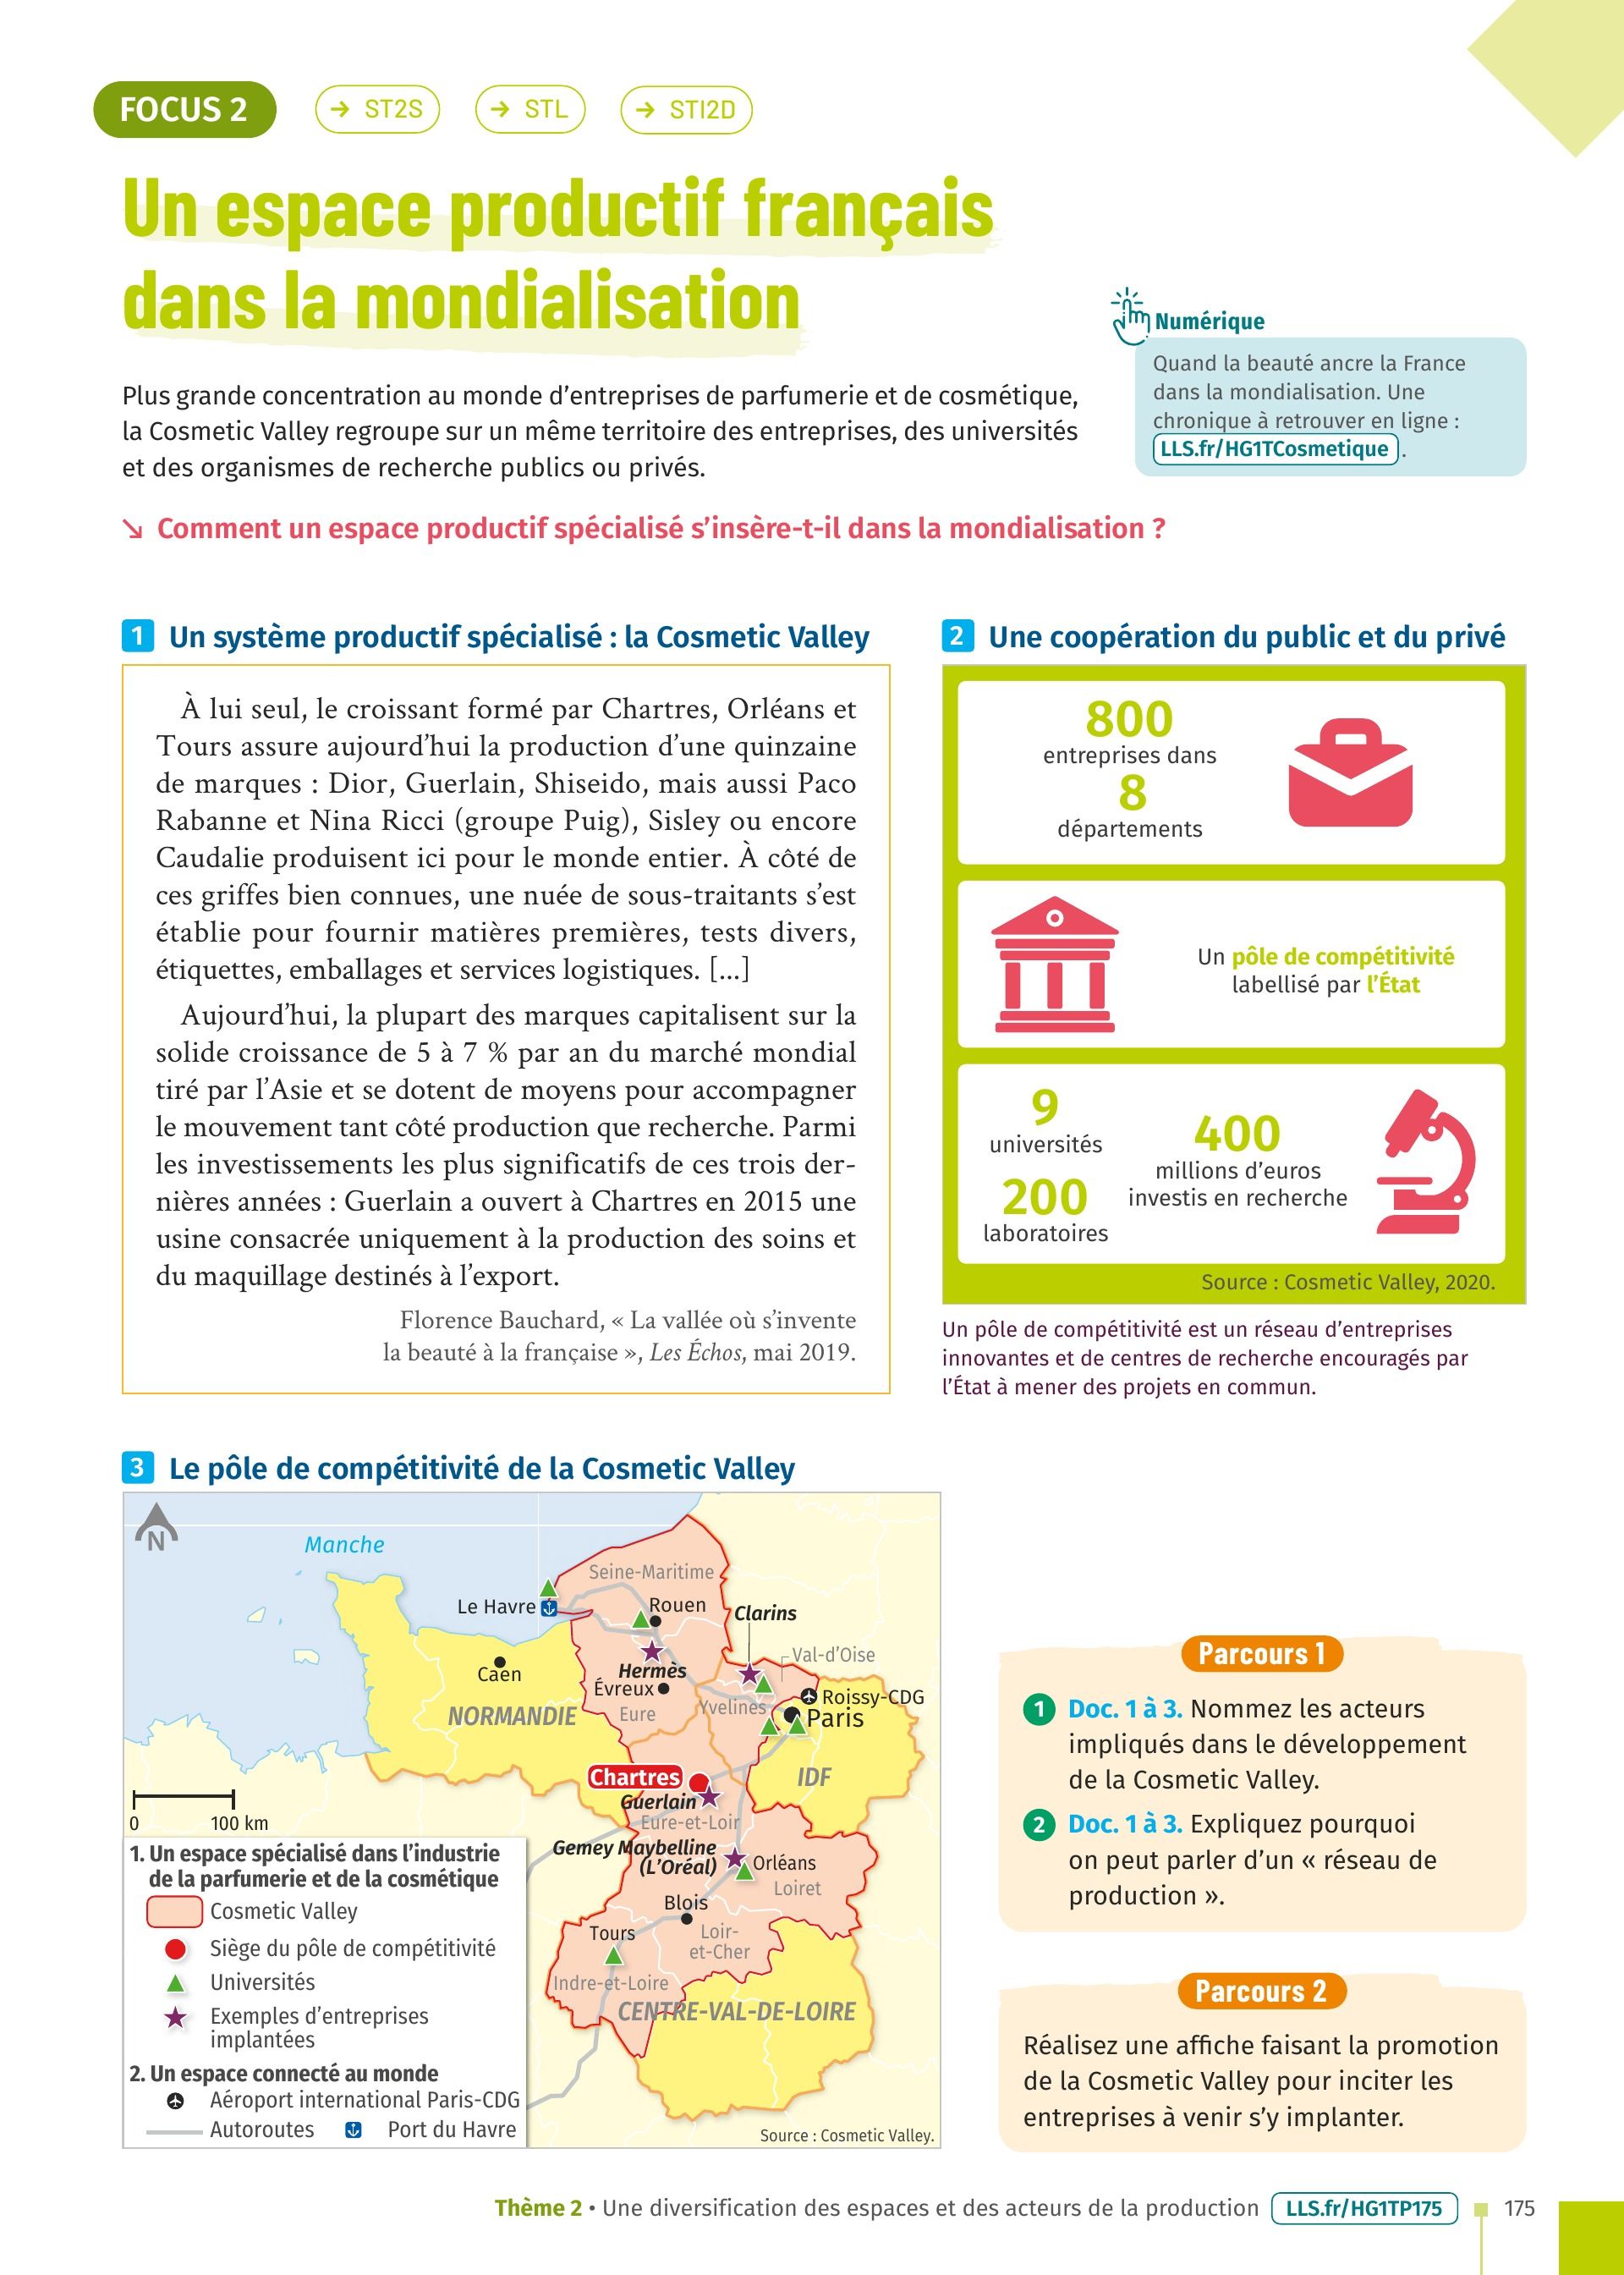 FOCUS 2
→ ST2S
→ STL
→ STI2D
Un espace productif français
dans la mondialisation
Plus grande concentration au monde d'entreprises de parfumerie et de cosmétique,
la Cosmetic Valley regroupe sur un même territoire des entreprises, des universités
et des organismes de recherche publics ou privés.
Numérique
Quand la beauté ancre la France
dans la mondialisation. Une
chronique à retrouver en ligne :
LLS.fr/HG1TCosmetique .
↘ Comment un espace productif spécialisé s'insère-t-il dans la mondialisation ?
1 Un système productif spécialisé : la Cosmetic Valley
À lui seul, le croissant formé par Chartres, Orléans et
Tours assure aujourd'hui la production d'une quinzaine
de marques : Dior, Guerlain, Shiseido, mais aussi Paco
Rabanne et Nina Ricci (groupe Puig), Sisley ou encore
Caudalie produisent ici pour le monde entier. À côté de
ces griffes bien connues, une nuée de sous-traitants s'est
établie pour fournir matières premières, tests divers,
étiquettes, emballages et services logistiques. [...]
Aujourd'hui, la plupart des marques capitalisent sur la
solide croissance de 5 à 7 % par an du marché mondial
tiré par l'Asie et se dotent de moyens pour accompagner
le mouvement tant côté production que recherche. Parmi
les investissements les plus significatifs de ces trois der-
nières années : Guerlain a ouvert à Chartres en 2015 une
usine consacrée uniquement à la production des soins et
du maquillage destinés à l'export.
Florence Bauchard, « La vallée où s'invente
la beauté à la française », Les Échos, mai 2019.
2 Une coopération du public et du privé
800
entreprises dans
8
départements
Un pôle de compétitivité
labellisé par l'État
9
universités
200
laboratoires
400
millions d'euros
investis en recherche
Source : Cosmetic Valley, 2020.
Un pôle de compétitivité est un réseau d'entreprises
innovantes et de centres de recherche encouragés par
l'État à mener des projets en commun.
3 Le pôle de compétitivité de la Cosmetic Valley
N
Manche
Seine-Maritime
Le Havre
Rouen
Clarins
Val-d'Oise
Caen
Hermès
Évreux
Roissy-CDG
NORMANDIE
Eure
Yvelines
Paris
Chartres
IDF
Guerlain
Eure-et-Loir
0 100 km
Gemey Maybelline
(L'Oréal)
Orléans
Loiret
Blois
Tours
Loir-
et-Cher
Indre-et-Loire
CENTRE-VAL-DE-LOIRE
1. Un espace spécialisé dans l'industrie
de la parfumerie et de la cosmétique
Cosmetic Valley
Siège du pôle de compétitivité
Universités
Exemples d'entreprises
implantées
2. Un espace connecté au monde
Aéroport international Paris-CDG
Autoroutes Port du Havre
Source : Cosmetic Valley.
Parcours 1
1 Doc. 1 à 3. Nommez les acteurs
impliqués dans le développement
de la Cosmetic Valley.
2 Doc. 1 à 3. Expliquez pourquoi
on peut parler d'un « réseau de
production ».
Parcours 2
Réalisez une affiche faisant la promotion
de la Cosmetic Valley pour inciter les
entreprises à venir s'y implanter.
Thème 2 • Une diversification des espaces et des acteurs de la production LLS.fr/HG1TP175 175